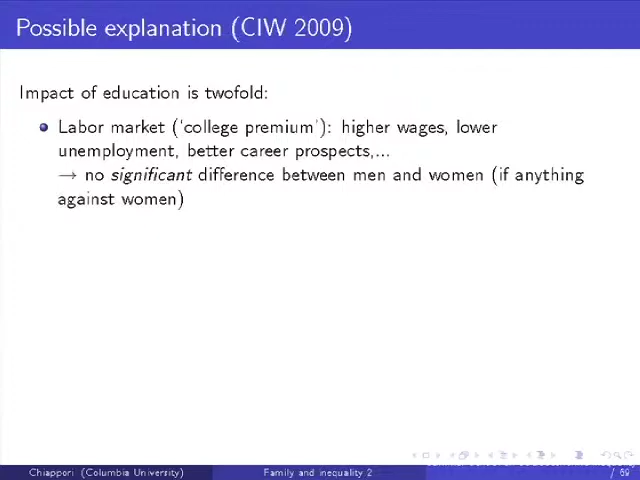 Possible explanation (CIW 2009)
Impact of education is twofold:
Labor market ('college premium'): higher wages, lower
unemployment, better career prospects,...
→ no significant difference between men and women (if anything
against women)
Chiappori (Columbia University)
Family and inequality 2
/ 69